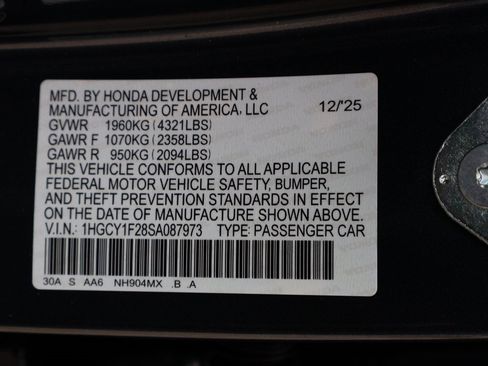 MFD. BY HONDA DEVELOPMENT &
MANUFACTURING OF AMERICA, LLC 12/'25
GVWR 1960KG (4321LBS)
GAWR F 1070KG (2358LBS)
GAWR R 950KG (2094LBS)
THIS VEHICLE CONFORMS TO ALL APPLICABLE
FEDERAL MOTOR VEHICLE SAFETY, BUMPER,
AND THEFT PREVENTION STANDARDS IN EFFECT
ON THE DATE OF MANUFACTURE SHOWN ABOVE.
V.I.N.: 1HGCY1F28SA087973 TYPE: PASSENGER CAR
30A S AA6 NH904MX .B .A